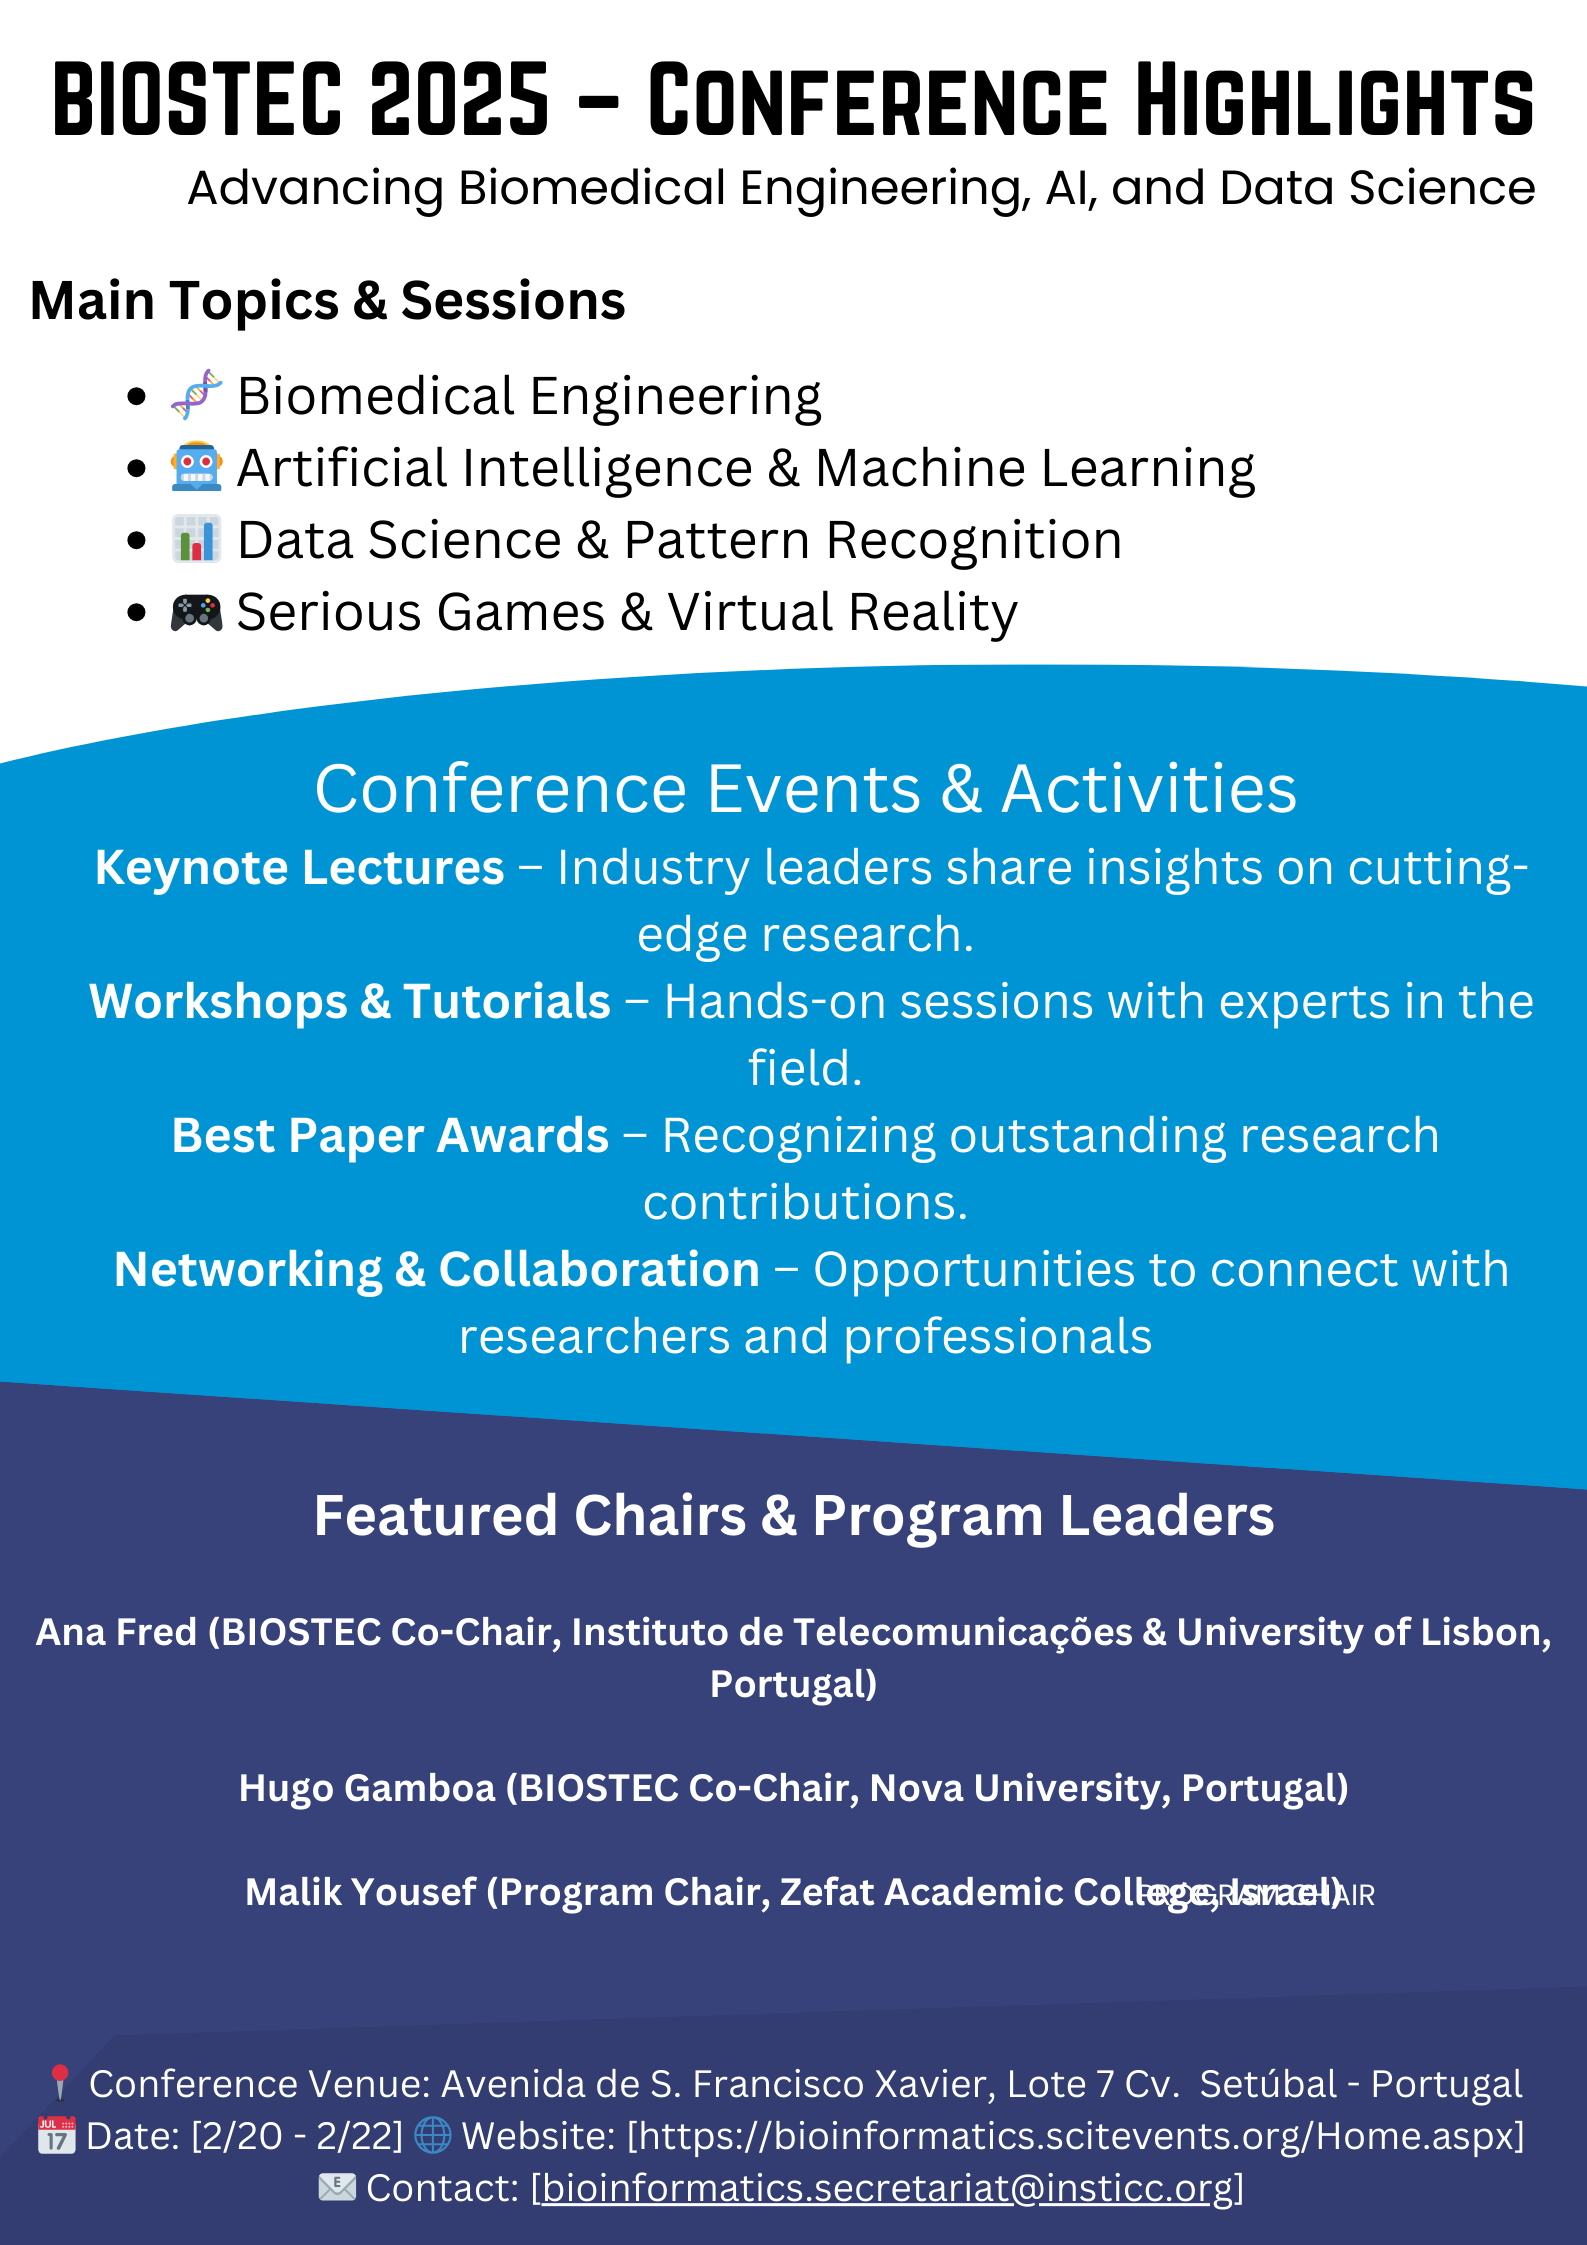 BIOSTEC 2025 – Conference Highlights
Advancing Biomedical Engineering, AI, and Data Science
Main Topics & Sessions
• 🧬 Biomedical Engineering
• 🤖 Artificial Intelligence & Machine Learning
• 📊 Data Science & Pattern Recognition
• 🎮 Serious Games & Virtual Reality
Conference Events & Activities
Keynote Lectures – Industry leaders share insights on cutting-
edge research.
Workshops & Tutorials – Hands-on sessions with experts in the
field.
Best Paper Awards – Recognizing outstanding research
contributions.
Networking & Collaboration – Opportunities to connect with
researchers and professionals
Featured Chairs & Program Leaders
Ana Fred (BIOSTEC Co-Chair, Instituto de Telecomunicações & University of Lisbon,
Portugal)
Hugo Gamboa (BIOSTEC Co-Chair, Nova University, Portugal)
Malik Yousef (Program Chair, Zefat Academic College, Israel)
PROGRAM CHAIR
📍 Conference Venue: Avenida de S. Francisco Xavier, Lote 7 Cv.  Setúbal - Portugal
📅 Date: [2/20 - 2/22] 🌐 Website: [https://bioinformatics.scitevents.org/Home.aspx]
📧 Contact: [bioinformatics.secretariat@insticc.org]